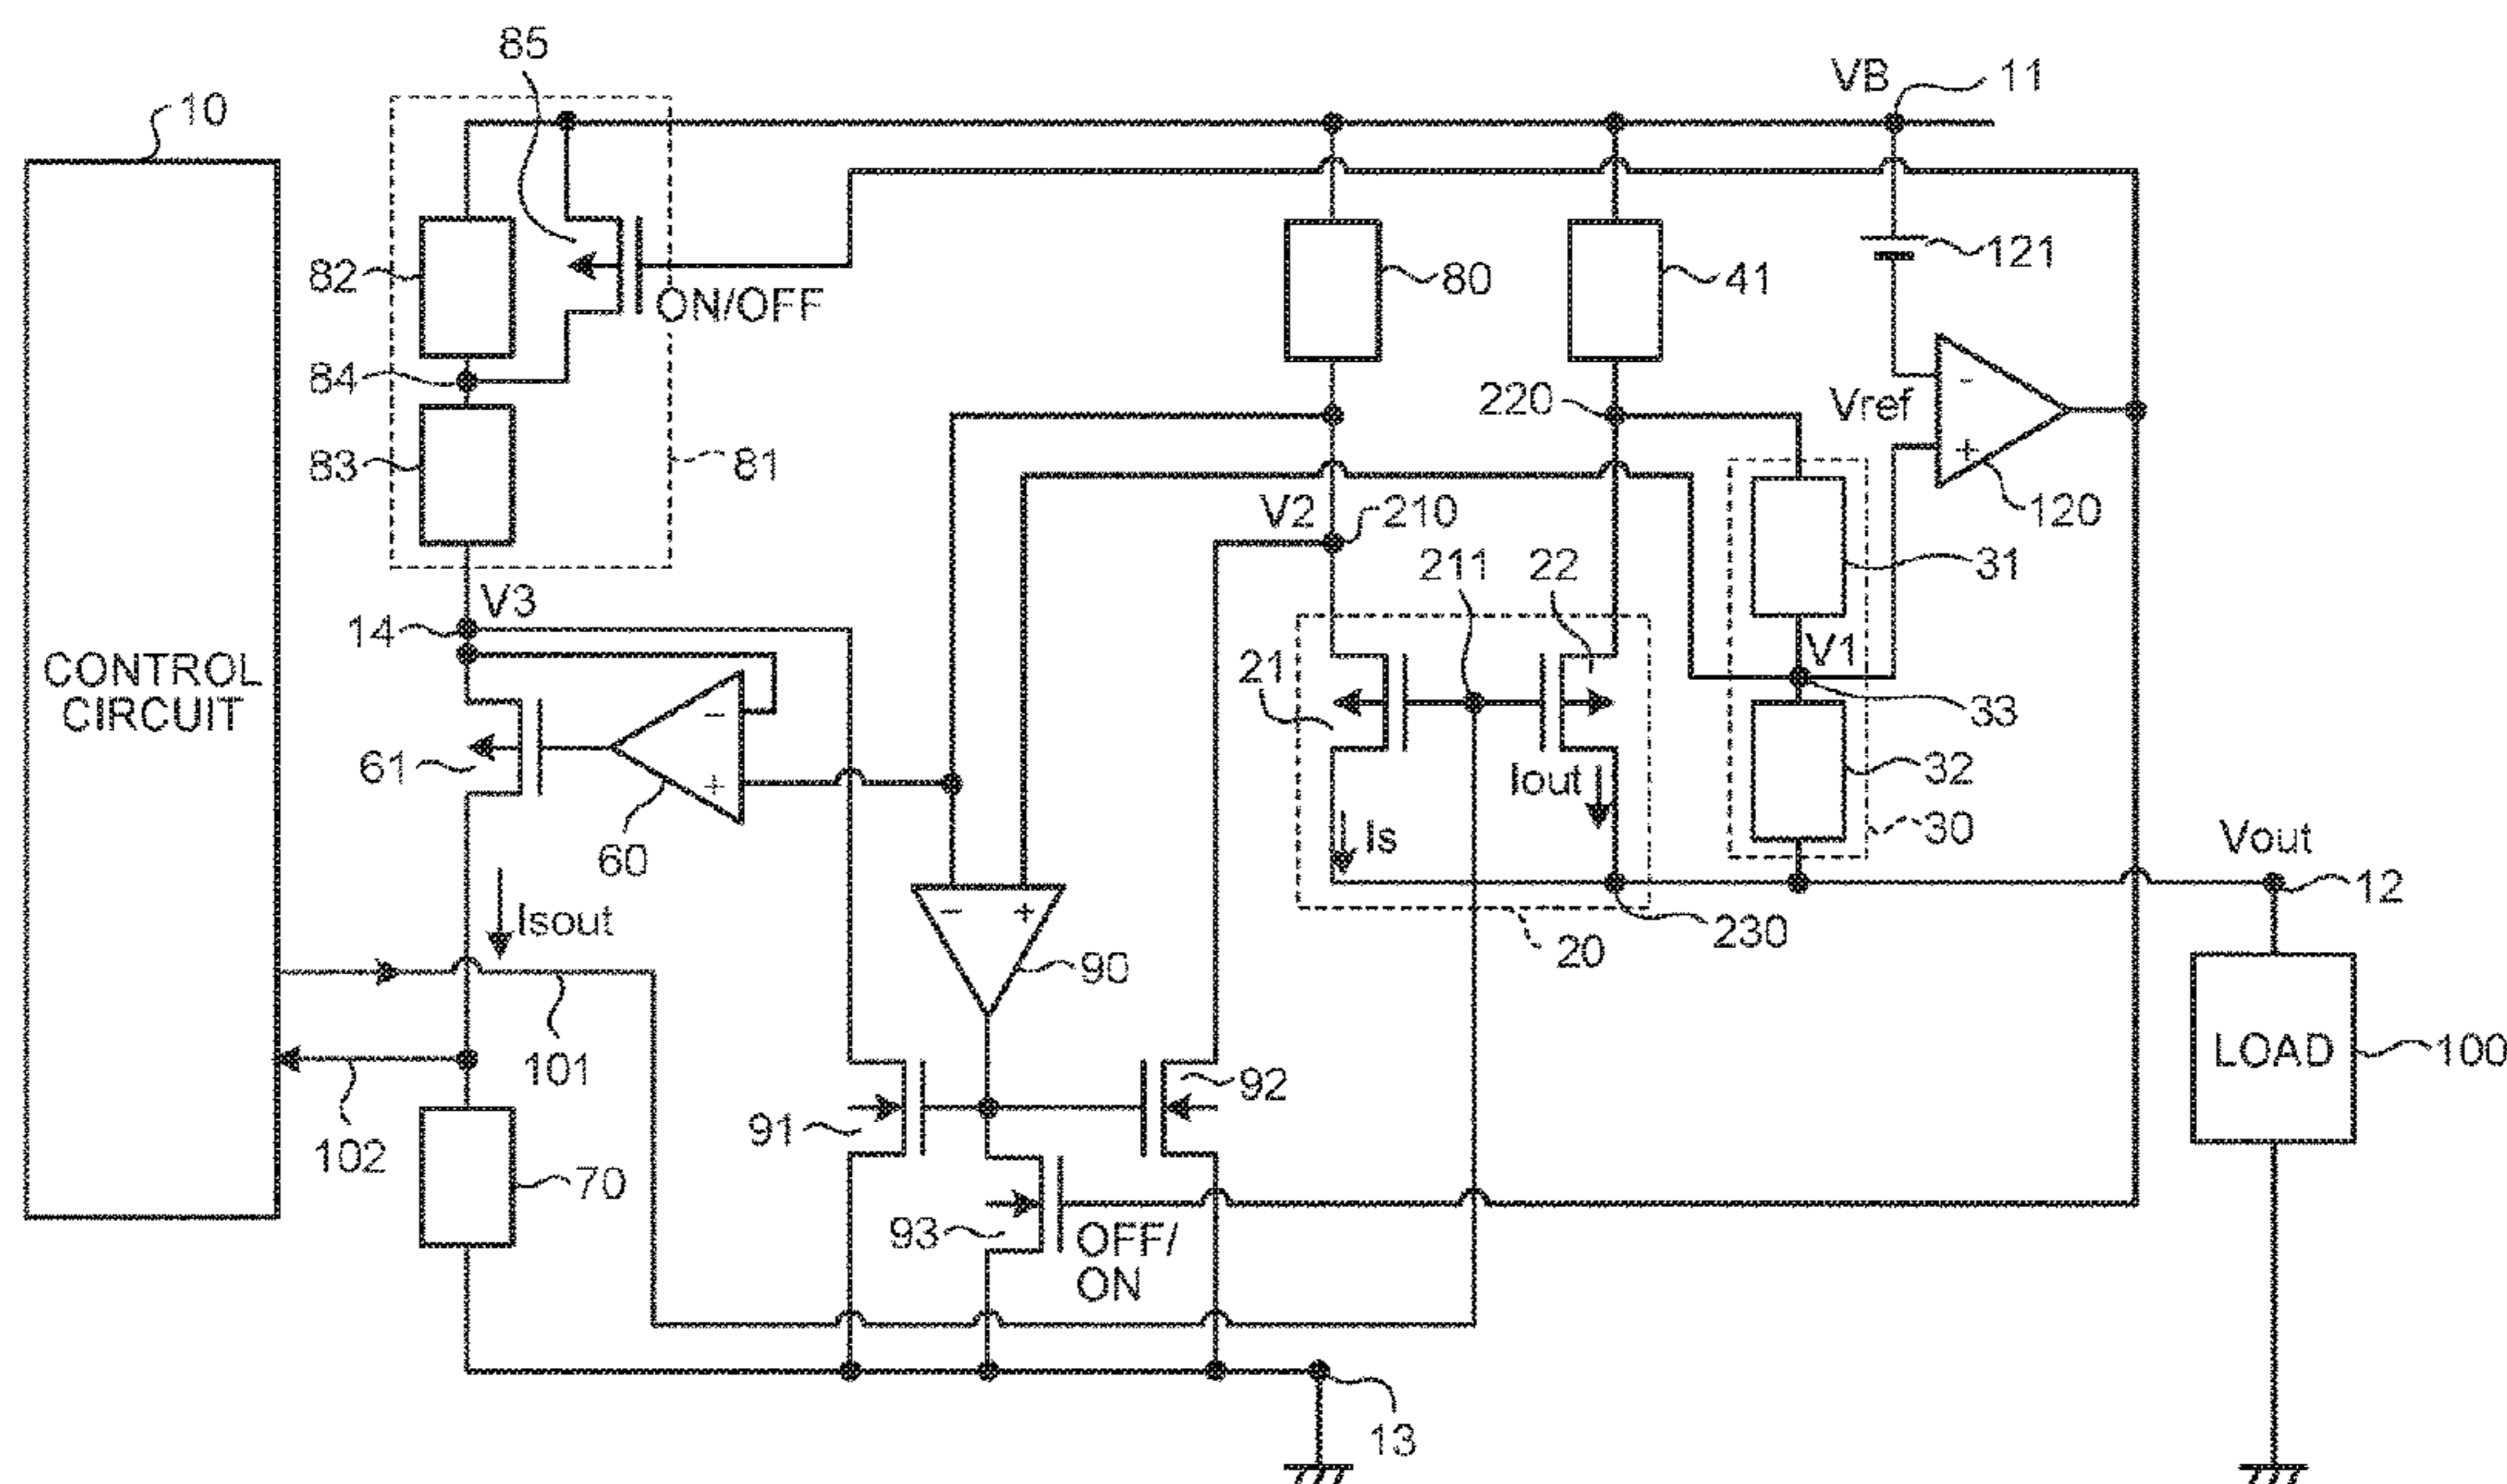 85
VB
11
10
82
ON/OFF
80
41
121
84
220
Vref
-
+
83
81
V2
210
120
211
22
31
V3
14
21
V1
CONTROL
CIRCUIT
-
33
61
+
Iout
32
60
Is
30
Vout
Isout
-
+
12
230
20
90
101
92
LOAD
100
102
91
70
93
OFF/
ON
13